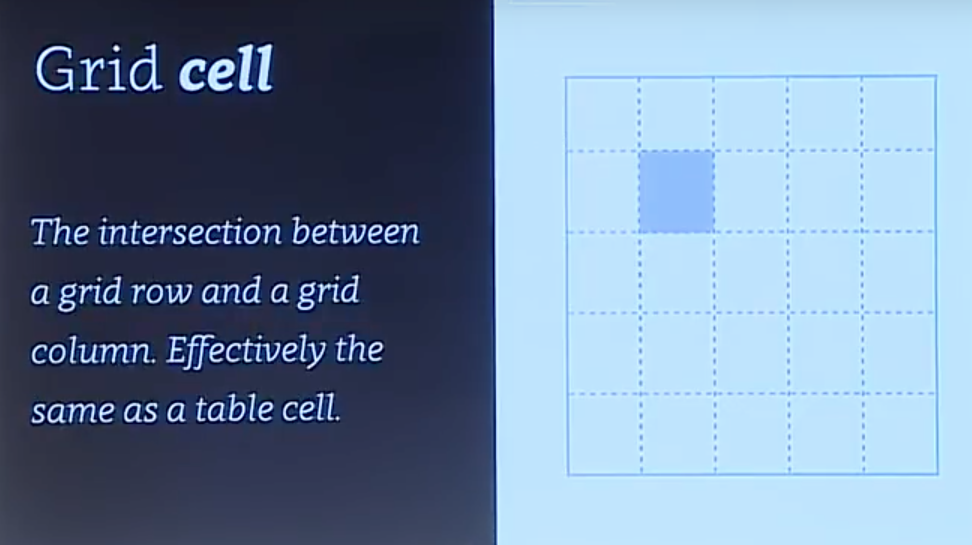 Grid cell
The intersection between
a grid row and a grid
column. Effectively the
same as a table cell.